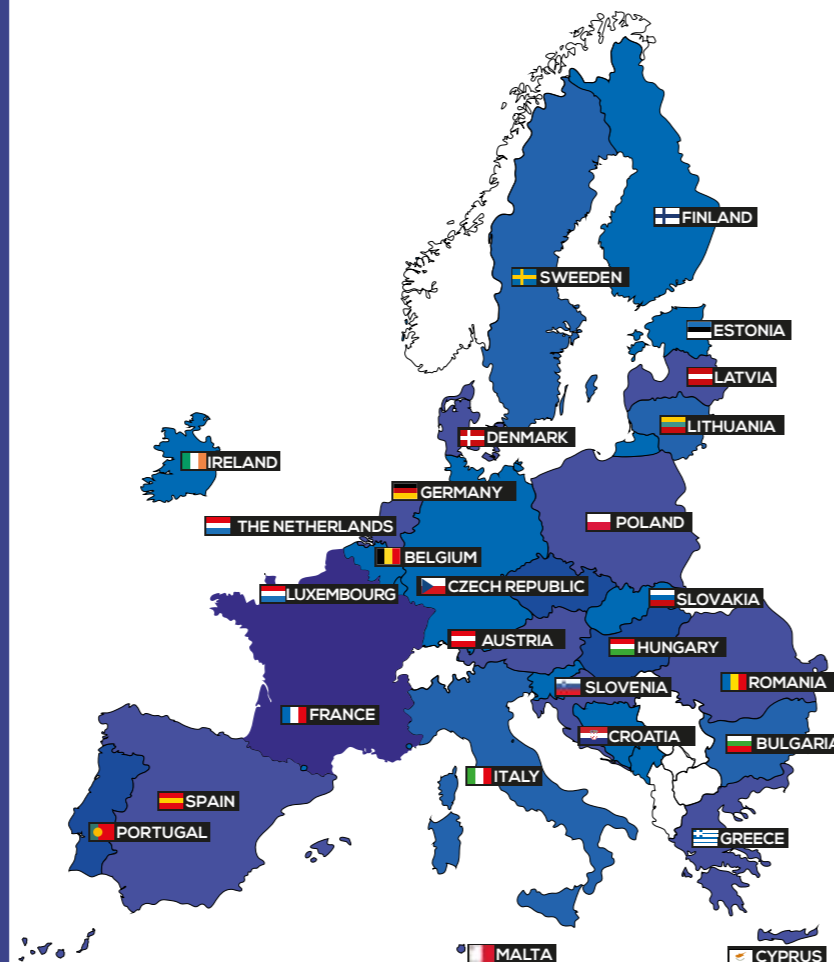 FINLAND
SWEEDEN
ESTONIA
LATVIA
LITHUANIA
DENMARK
IRELAND
GERMANY
THE NETHERLANDS
POLAND
BELGIUM
CZECH REPUBLIC
LUXEMBOURG
SLOVAKIA
AUSTRIA
HUNGARY
ROMANIA
SLOVENIA
FRANCE
CROATIA
BULGARIA
ITALY
SPAIN
PORTUGAL
GREECE
MALTA
CYPRUS